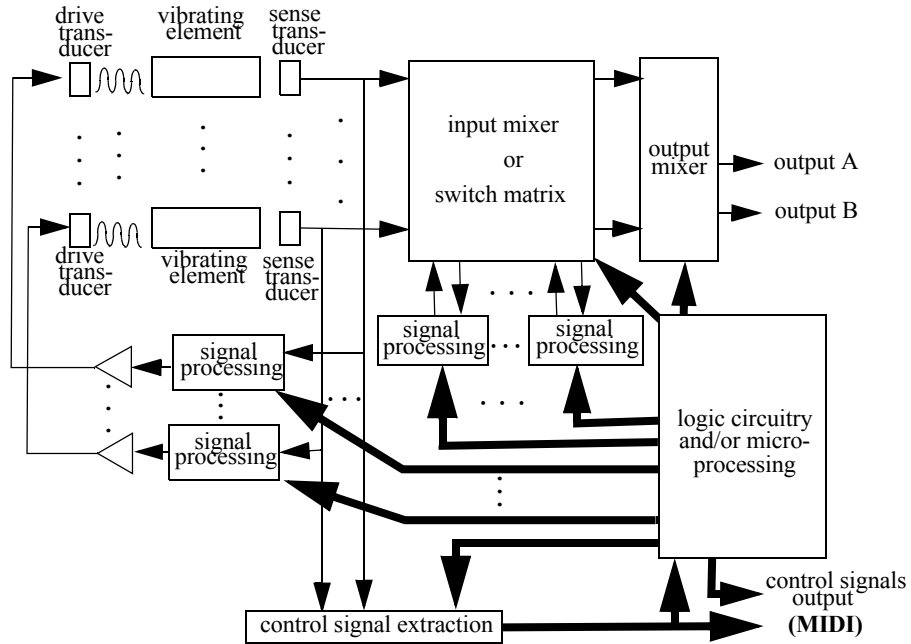 drive
trans-
ducer
vibrating
element
sense
transducer
input mixer
or
switch matrix
output
mixer
output A
output B
drive
trans-
ducer
vibrating
element
sense
trans-
ducer
signal
processing
signal
processing
signal
processing
signal
processing
logic circuitry
and/or micro-
processing
control signal extraction
control signals
output
(MIDI)